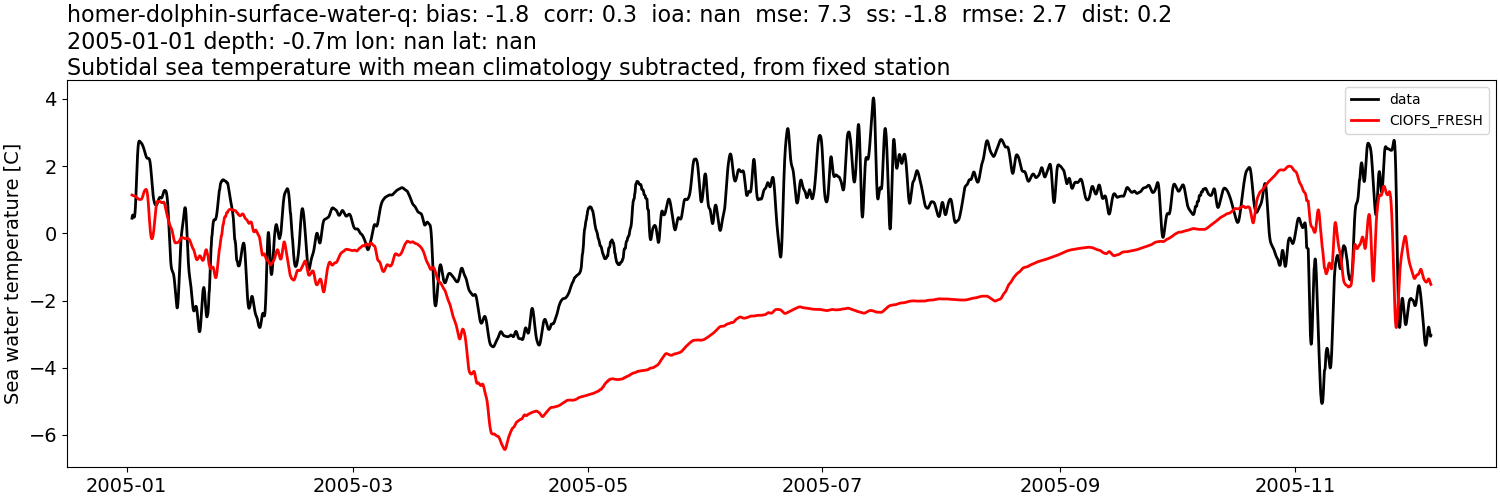 homer-dolphin-surface-water-q: bias: -1.8  corr: 0.3  ioa: nan  mse: 7.3  ss: -1.8  rmse: 2.7  dist: 0.2
2005-01-01 depth: -0.7m lon: nan lat: nan
Subtidal sea temperature with mean climatology subtracted, from fixed station
Sea water temperature [C]
4
2
0
−2
−4
−6
data
CIOFS_FRESH
2005-01
2005-03
2005-05
2005-07
2005-09
2005-11